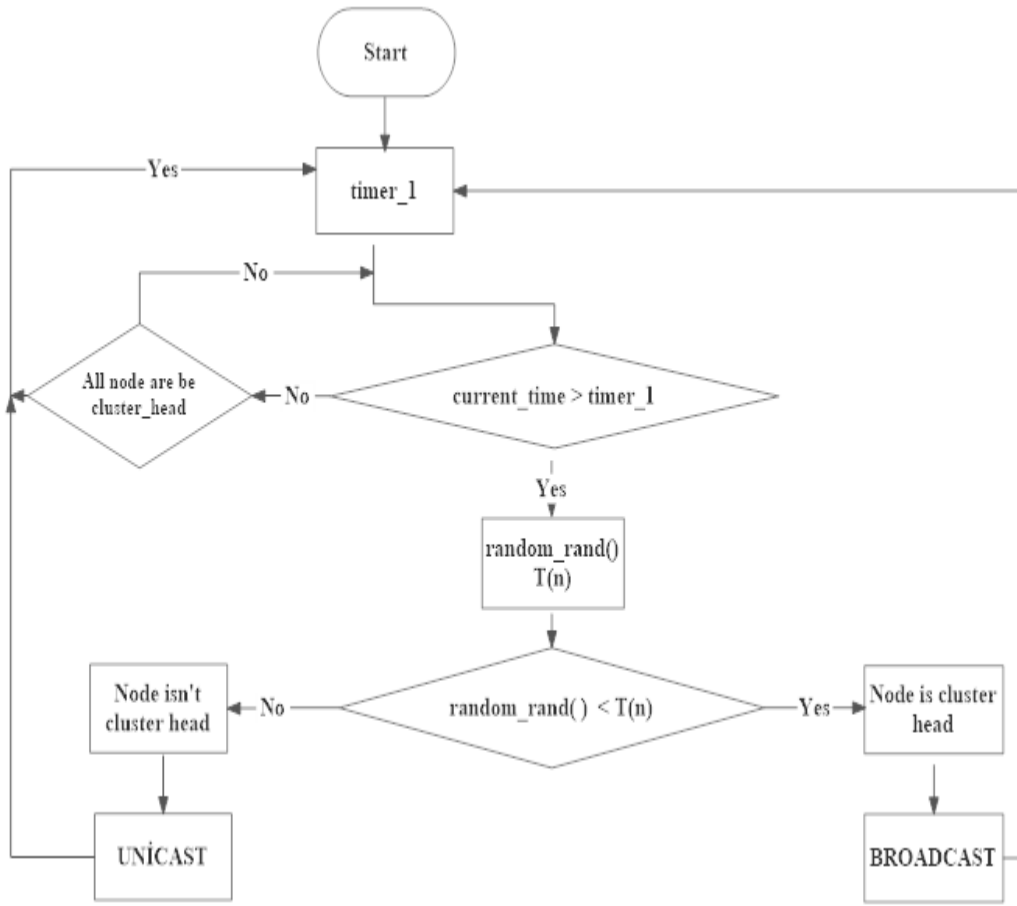 Start
Yes
timer_1
No
All node are be
cluster_head
No
current_time > timer_1
Yes
random_rand()
T(n)
Node isn't
cluster head
No
random_rand( ) < T(n)
Yes
Node is cluster
head
UNİCAST
BROADCAST